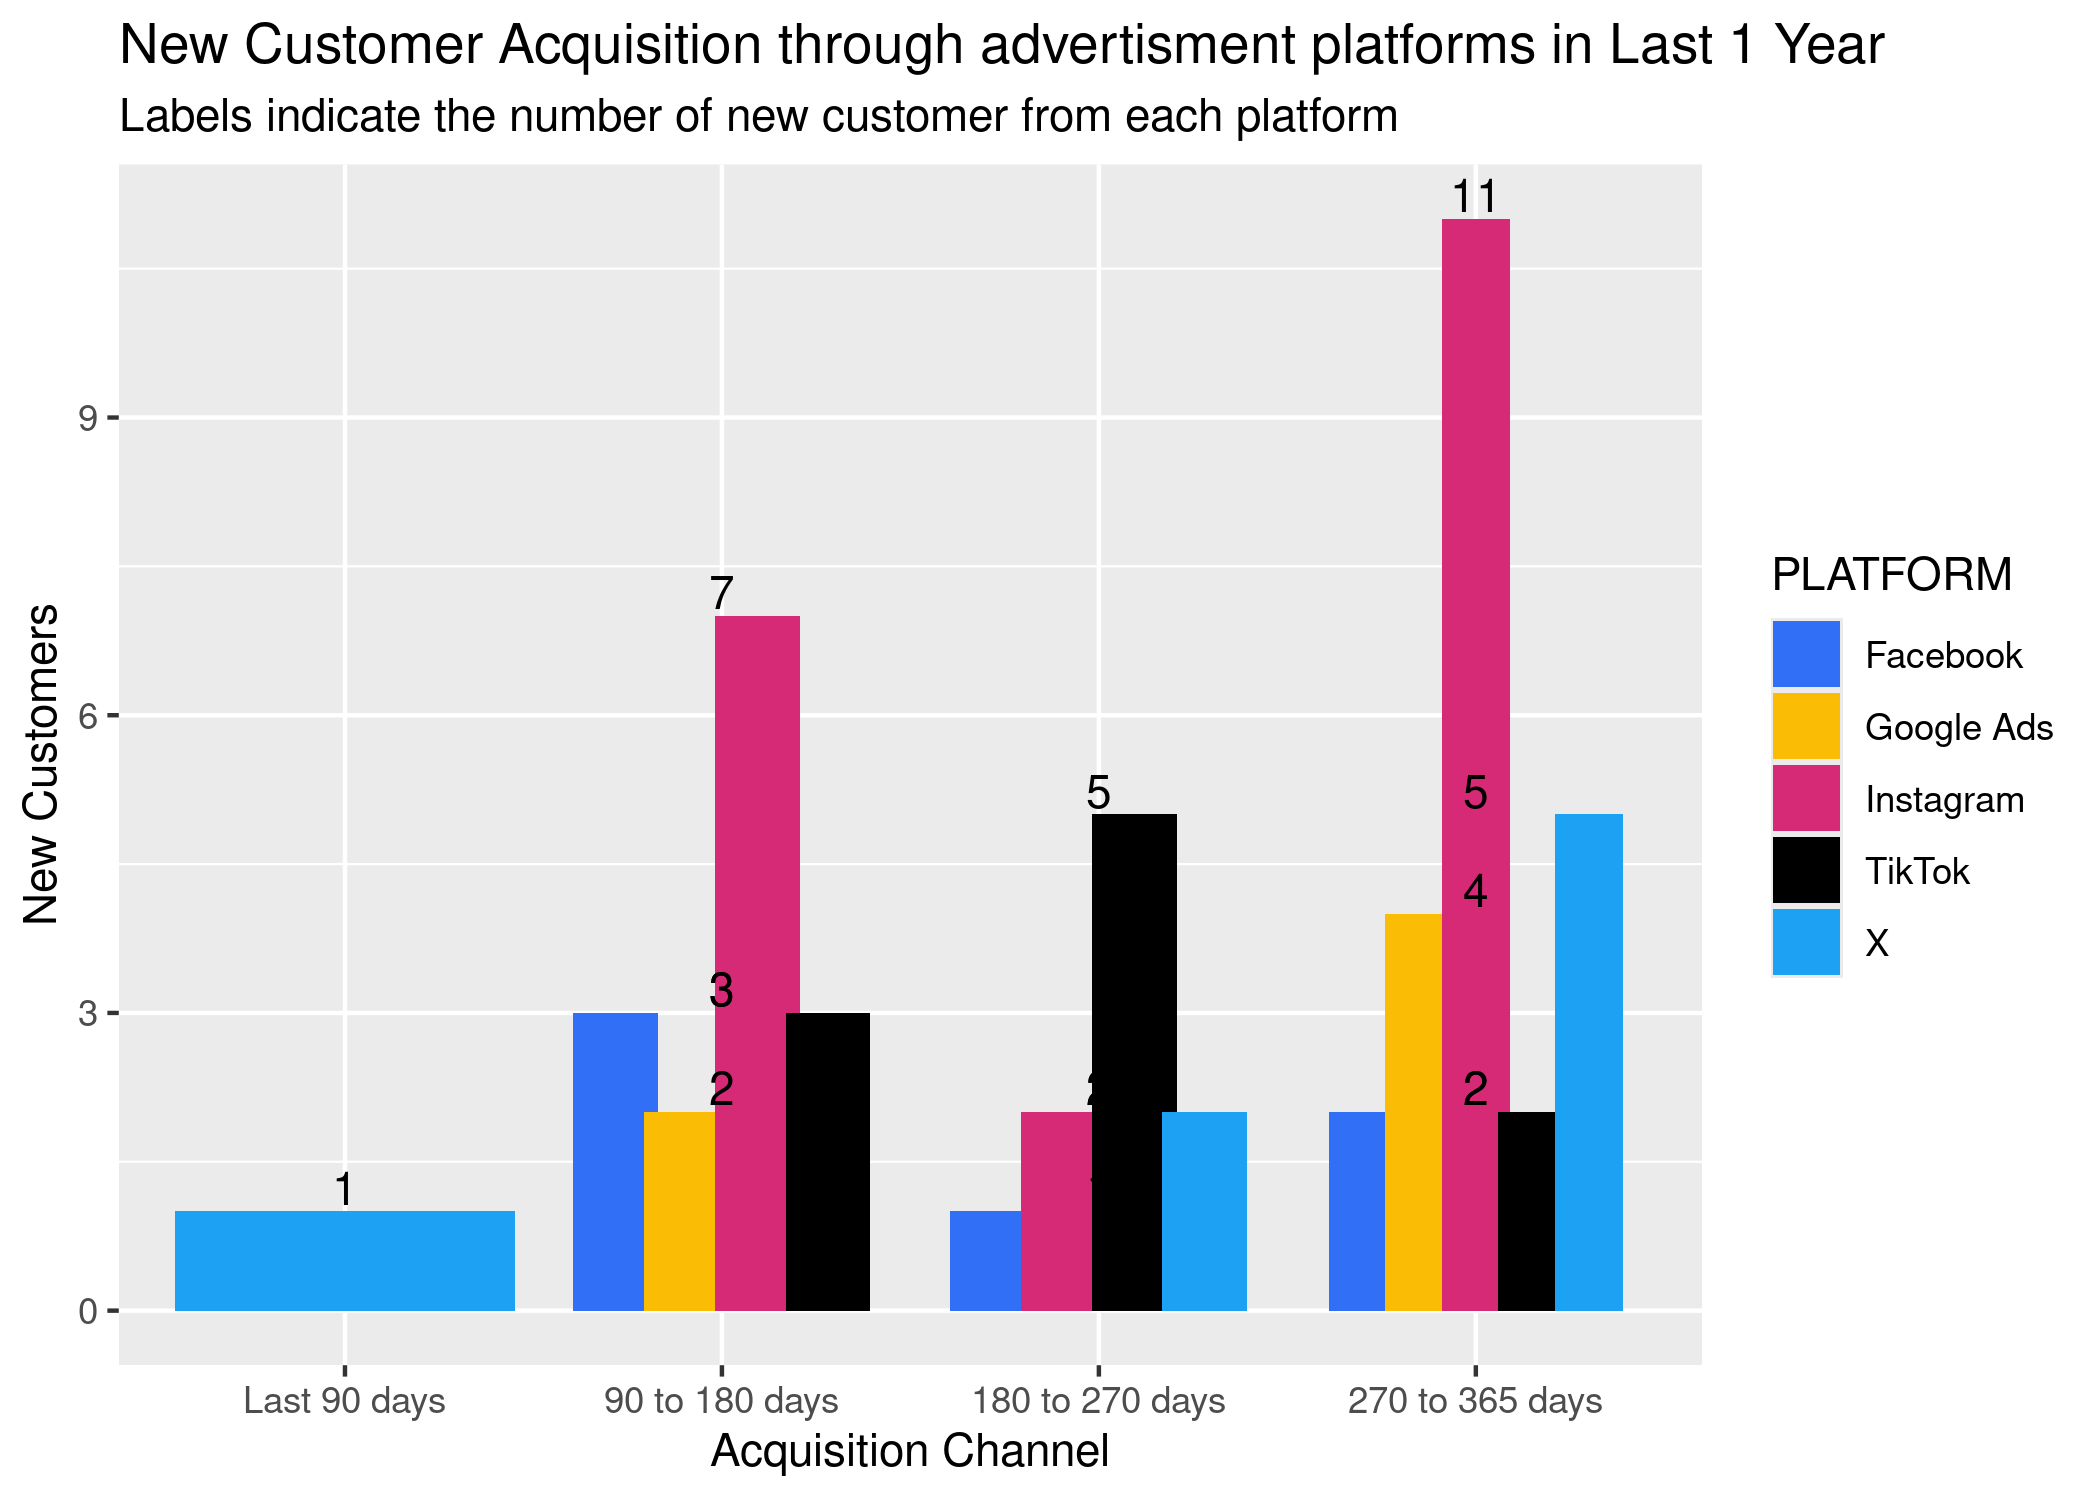 New Customer Acquisition through advertisment platforms in Last 1 Year
Labels indicate the number of new customer from each platform
New Customers
9
6
3
0
1
7
3
2
5
11
5
4
2
Last 90 days
90 to 180 days
180 to 270 days
270 to 365 days
Acquisition Channel
PLATFORM
Facebook
Google Ads
Instagram
TikTok
X